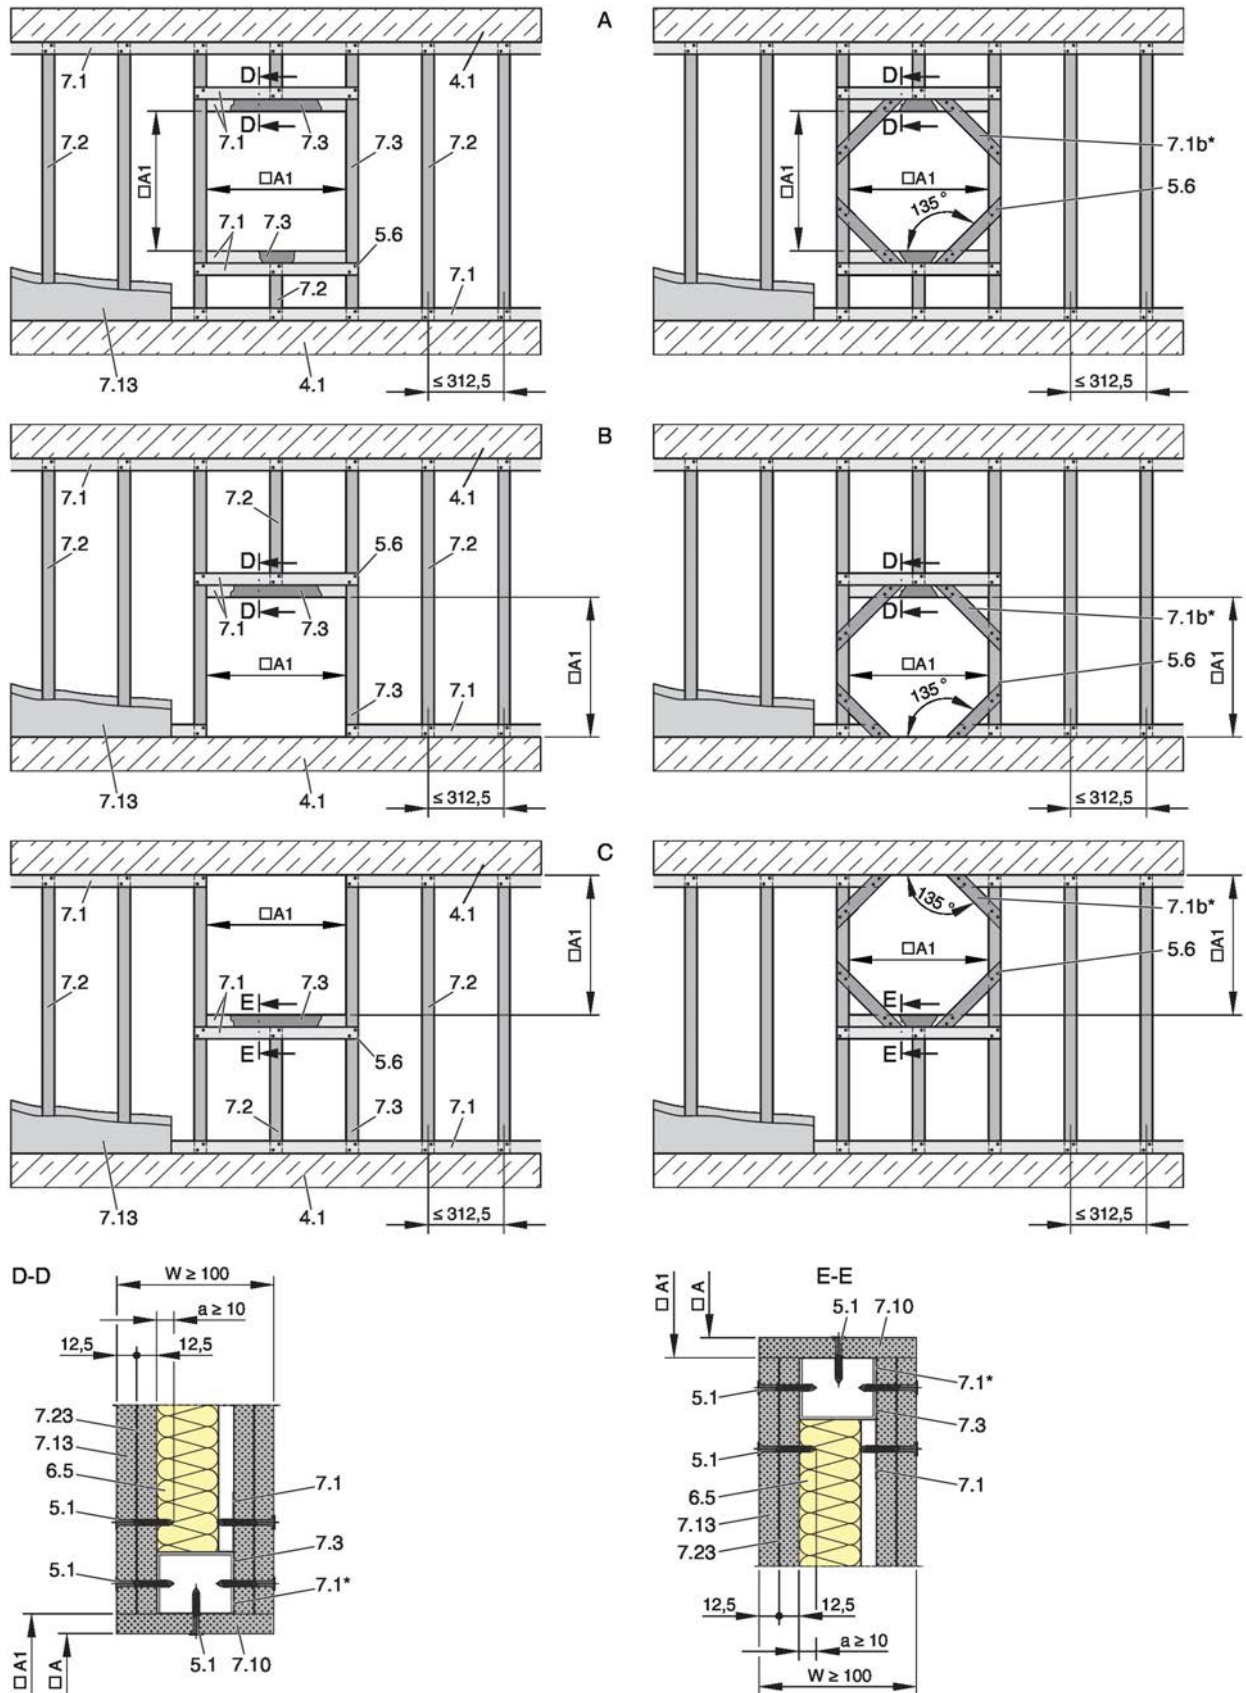 A
7.1
4.1
D
D
7.1
7.3
7.2
7.3
7.2
□A1
□A1
7.3
7.1
5.6
7.2
7.1
7.13
4.1
≤ 312,5
D
D
7.1b*
5.6
□A1
□A1
135°
≤ 312,5
B
7.1
4.1
7.2
7.2
D
5.6
7.2
D
7.1
7.3
□A1
□A1
7.3
7.1
7.13
4.1
≤ 312,5
D
D
7.1b*
□A1
5.6
135°
□A1
≤ 312,5
C
7.1
□A1
4.1
□A1
7.2
7.1
7.3
7.2
E
E
5.6
7.2
7.3
7.1
7.13
4.1
≤ 312,5
135°
7.1b*
□A1
5.6
□A1
E
E
≤ 312,5
D-D
W ≥ 100
a ≥ 10
12,5
12,5
7.23
7.13
6.5
7.1
5.1
7.3
5.1
7.1*
5.1
7.10
□ A1
□ A
E-E
□ A1
□ A
5.1
7.10
5.1
7.1*
7.3
5.1
7.1
6.5
7.13
7.23
12,5
12,5
a ≥ 10
W ≥ 100